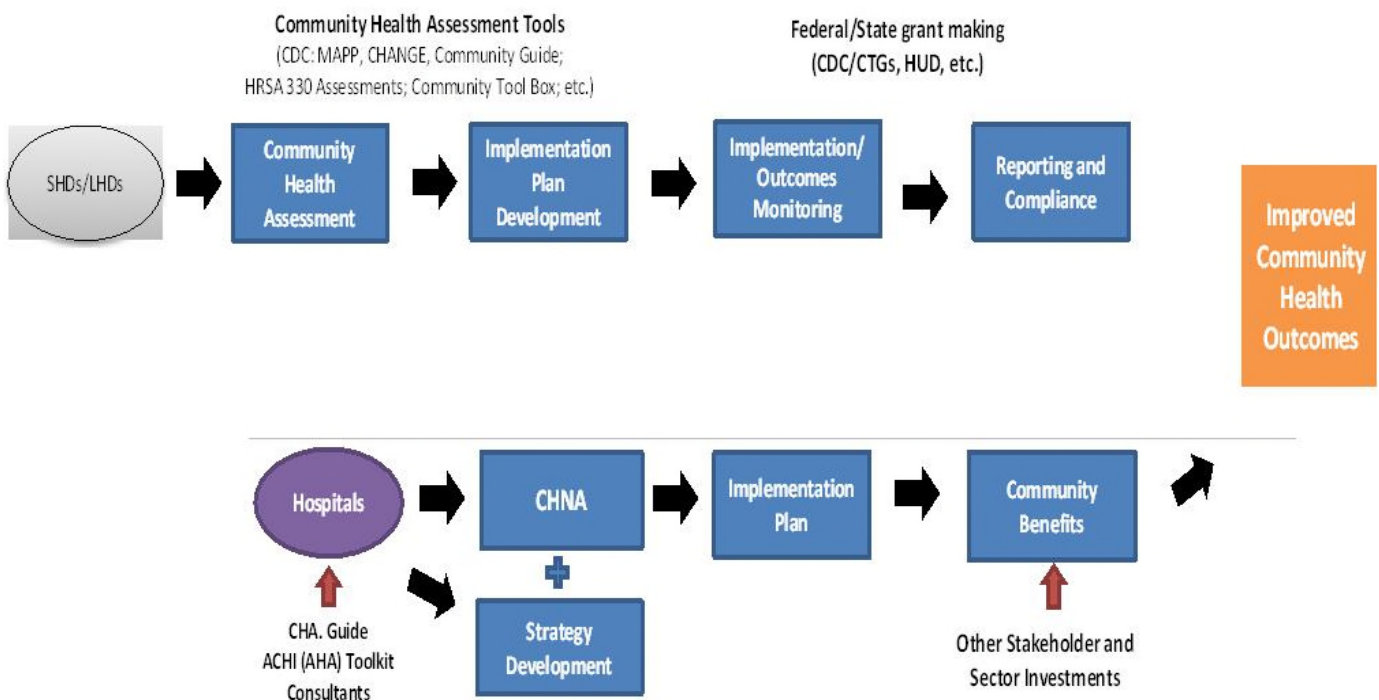 Community Health Assessment Tools
(CDC: MAPP, CHANGE, Community Guide;
HRSA 330 Assessments; Community Tool Box; etc.)
Federal/State grant making
(CDC/CTGs, HUD, etc.)
SHDs/LHDs
Community
Health
Assessment
Implementation
Plan
Development
Implementation/
Outcomes
Monitoring
Reporting and
Compliance
Improved
Community
Health
Outcomes
Hospitals
CHNA
Implementation
Plan
Community
Benefits
Strategy
Development
CHA. Guide
ACHI (AHA) Toolkit
Consultants
Other Stakeholder and
Sector Investments